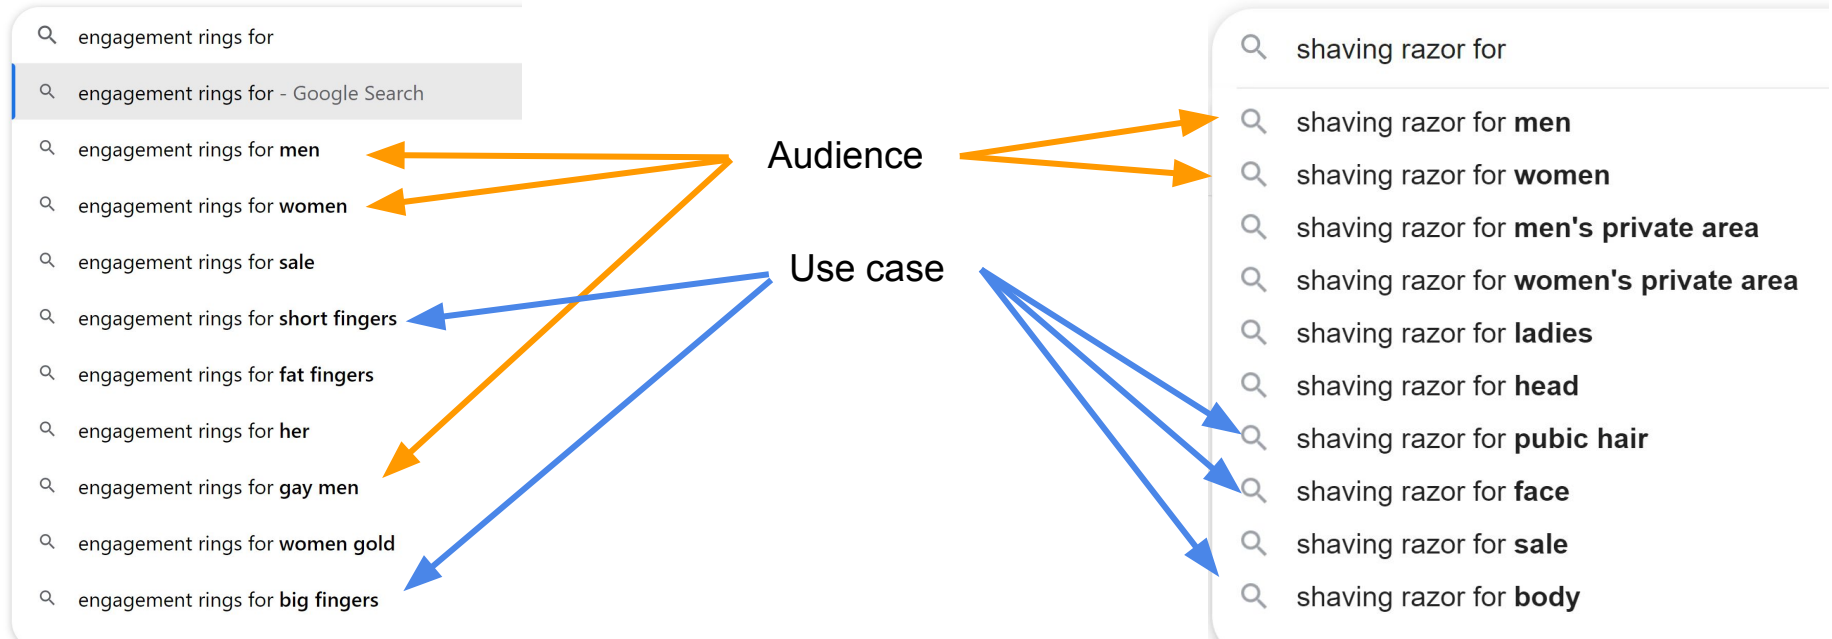 engagement rings for
engagement rings for - Google Search
engagement rings for men
engagement rings for women
engagement rings for sale
engagement rings for short fingers
engagement rings for fat fingers
engagement rings for her
engagement rings for gay men
engagement rings for women gold
engagement rings for big fingers
Audience
Use case
shaving razor for
shaving razor for men
shaving razor for women
shaving razor for men's private area
shaving razor for women's private area
shaving razor for ladies
shaving razor for head
shaving razor for pubic hair
shaving razor for face
shaving razor for sale
shaving razor for body